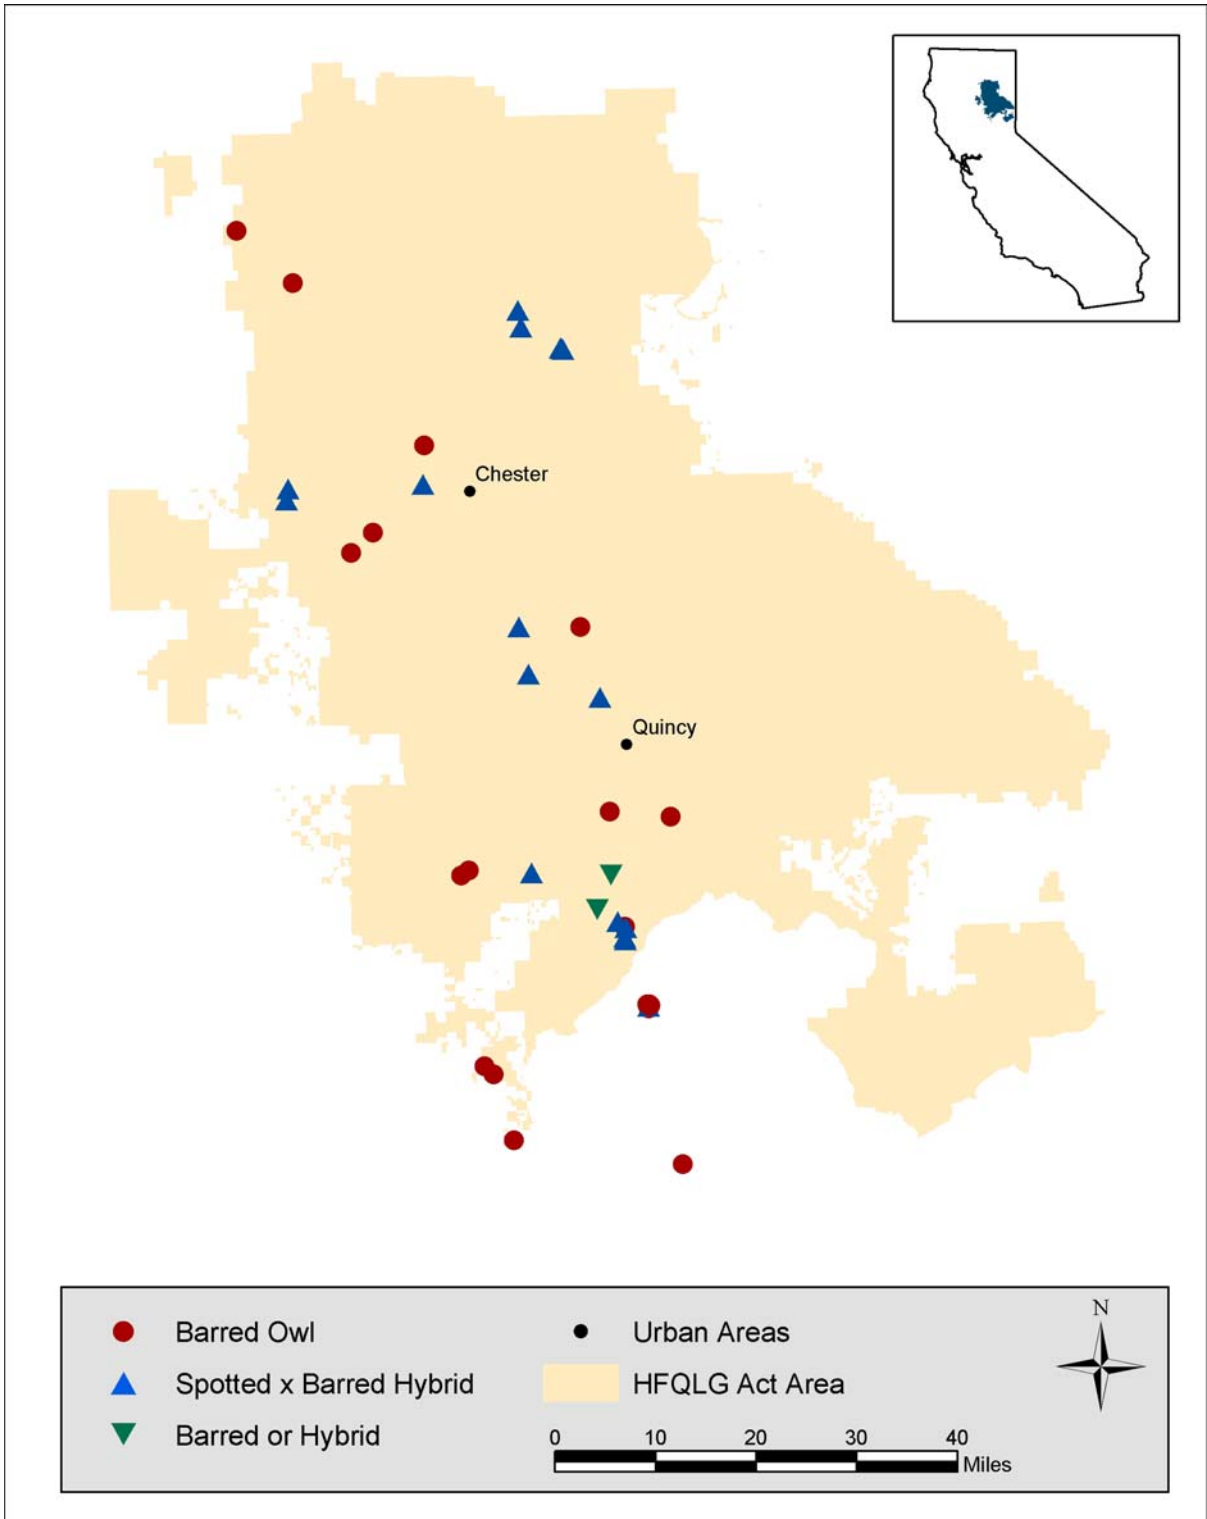 Chester
Quincy
Barred Owl
Spotted x Barred Hybrid
Barred or Hybrid
Urban Areas
HFQLG Act Area
0 10 20 30 40
Miles
N